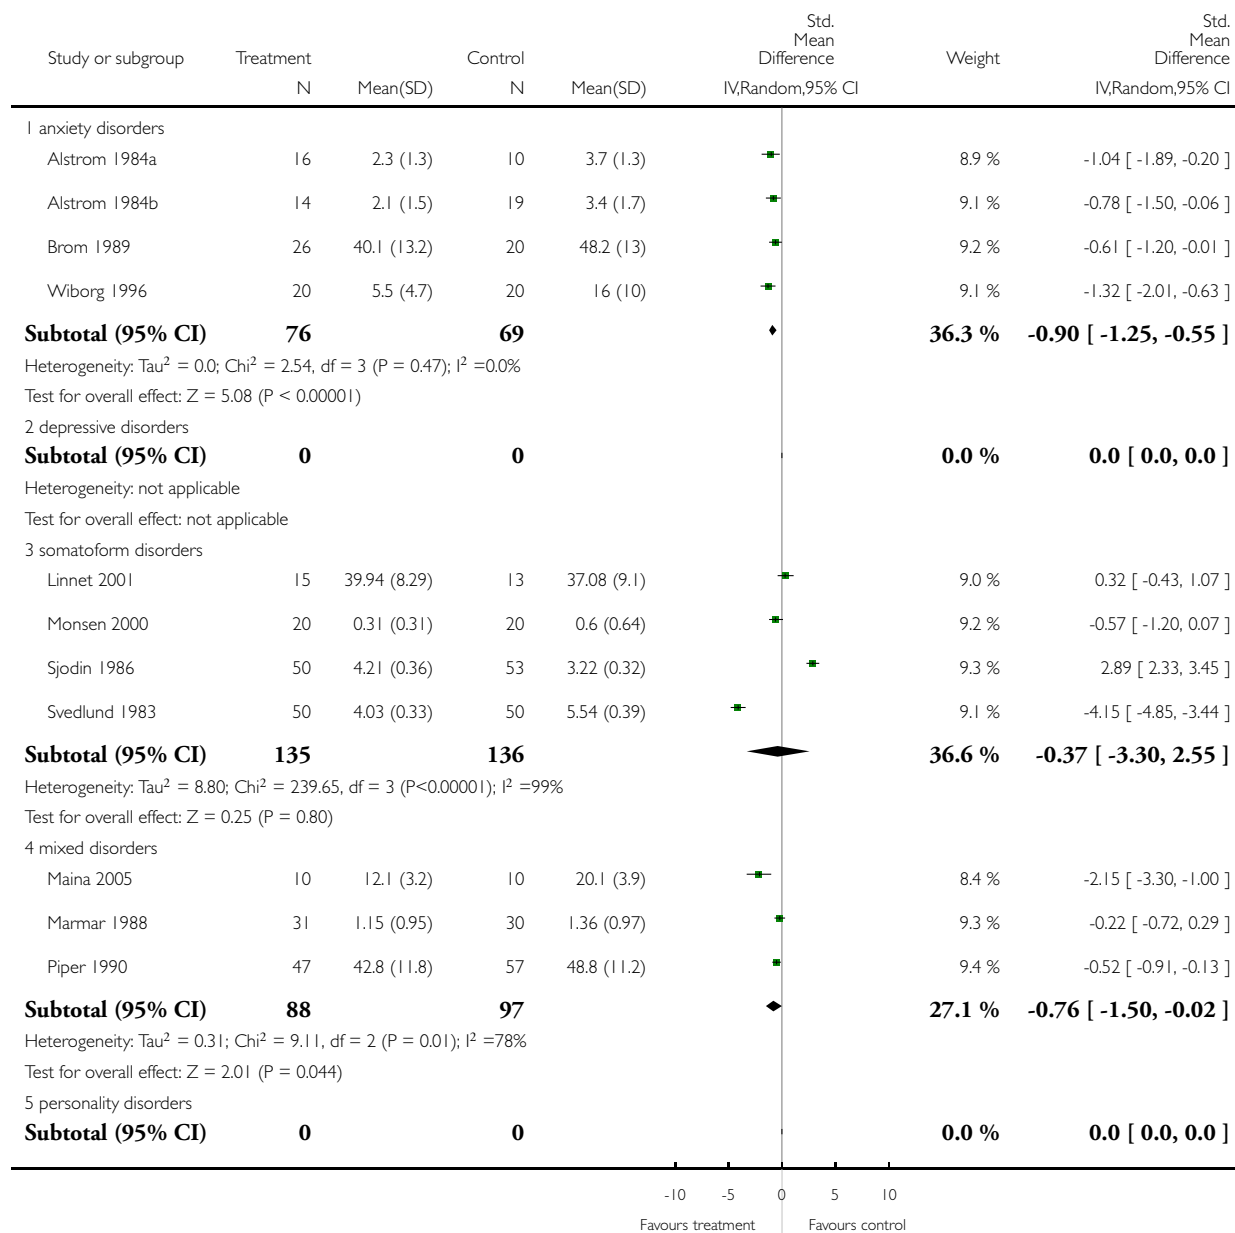 Study or subgroup Treatment Control Std. Mean Difference Weight Std. Mean Difference
N Mean(SD) N Mean(SD) IV,Random,95% CI IV,Random,95% CI
1 anxiety disorders
Alstrom 1984a 16 2.3 (1.3) 10 3.7 (1.3) 8.9 % -1.04 [ -1.89, -0.20 ]
Alstrom 1984b 14 2.1 (1.5) 19 3.4 (1.7) 9.1 % -0.78 [ -1.50, -0.06 ]
Brom 1989 26 40.1 (13.2) 20 48.2 (13) 9.2 % -0.61 [ -1.20, -0.01 ]
Wiborg 1996 20 5.5 (4.7) 20 16 (10) 9.1 % -1.32 [ -2.01, -0.63 ]
Subtotal (95% CI) 76 69 36.3 % -0.90 [ -1.25, -0.55 ]
Heterogeneity: Tau² = 0.0; Chi² = 2.54, df = 3 (P = 0.47); I² =0.0%
Test for overall effect: Z = 5.08 (P < 0.00001)
2 depressive disorders
Subtotal (95% CI) 0 0 0.0 % 0.0 [ 0.0, 0.0 ]
Heterogeneity: not applicable
Test for overall effect: not applicable
3 somatoform disorders
Linnet 2001 15 39.94 (8.29) 13 37.08 (9.1) 9.0 % 0.32 [ -0.43, 1.07 ]
Monsen 2000 20 0.31 (0.31) 20 0.6 (0.64) 9.2 % -0.57 [ -1.20, 0.07 ]
Sjodin 1986 50 4.21 (0.36) 53 3.22 (0.32) 9.3 % 2.89 [ 2.33, 3.45 ]
Svedlund 1983 50 4.03 (0.33) 50 5.54 (0.39) 9.1 % -4.15 [ -4.85, -3.44 ]
Subtotal (95% CI) 135 136 36.6 % -0.37 [ -3.30, 2.55 ]
Heterogeneity: Tau² = 8.80; Chi² = 239.65, df = 3 (P<0.00001); I² =99%
Test for overall effect: Z = 0.25 (P = 0.80)
4 mixed disorders
Maina 2005 10 12.1 (3.2) 10 20.1 (3.9) 8.4 % -2.15 [ -3.30, -1.00 ]
Marmar 1988 31 1.15 (0.95) 30 1.36 (0.97) 9.3 % -0.22 [ -0.72, 0.29 ]
Piper 1990 47 42.8 (11.8) 57 48.8 (11.2) 9.4 % -0.52 [ -0.91, -0.13 ]
Subtotal (95% CI) 88 97 27.1 % -0.76 [ -1.50, -0.02 ]
Heterogeneity: Tau² = 0.31; Chi² = 9.11, df = 2 (P = 0.01); I² =78%
Test for overall effect: Z = 2.01 (P = 0.044)
5 personality disorders
Subtotal (95% CI) 0 0 0.0 % 0.0 [ 0.0, 0.0 ]
-10 -5 0 5 10
Favours treatment Favours control